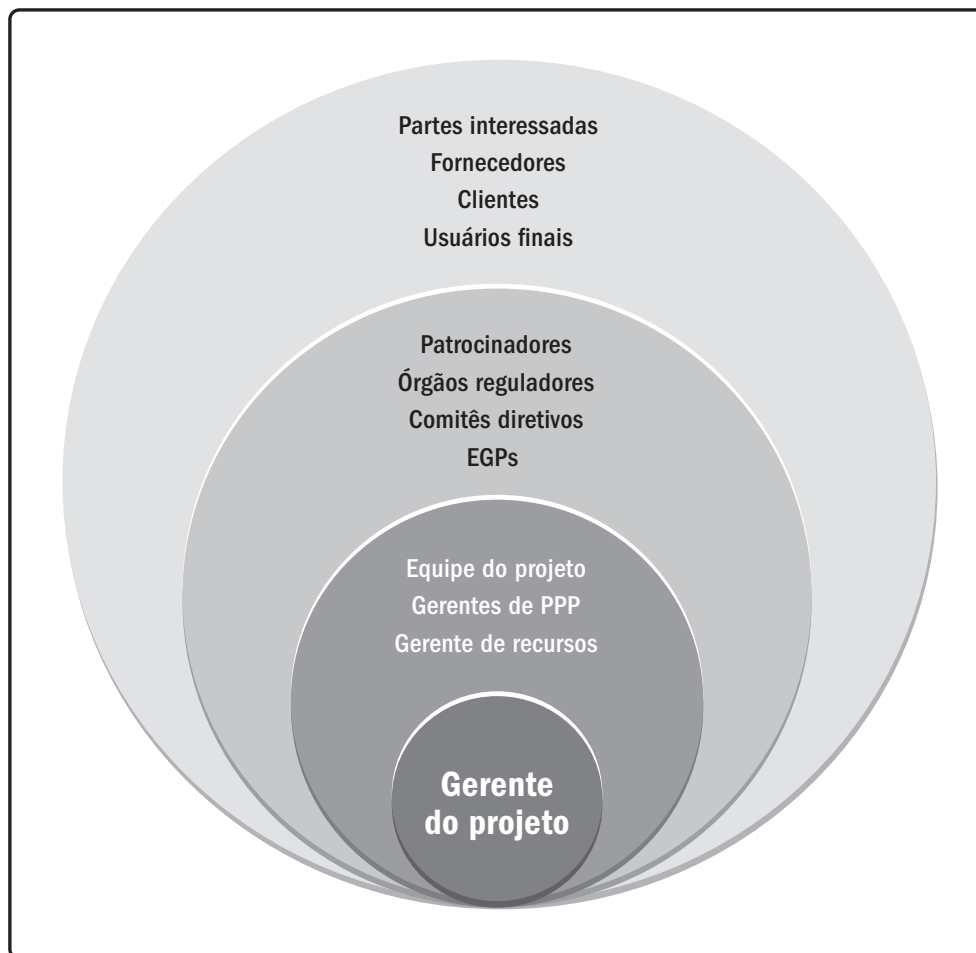 Partes interessadas
Fornecedores
Clientes
Usuários finais
Patrocinadores
Órgãos reguladores
Comitês diretivos
EGPs
Equipe do projeto
Gerentes de PPP
Gerente de recursos
Gerente
do projeto